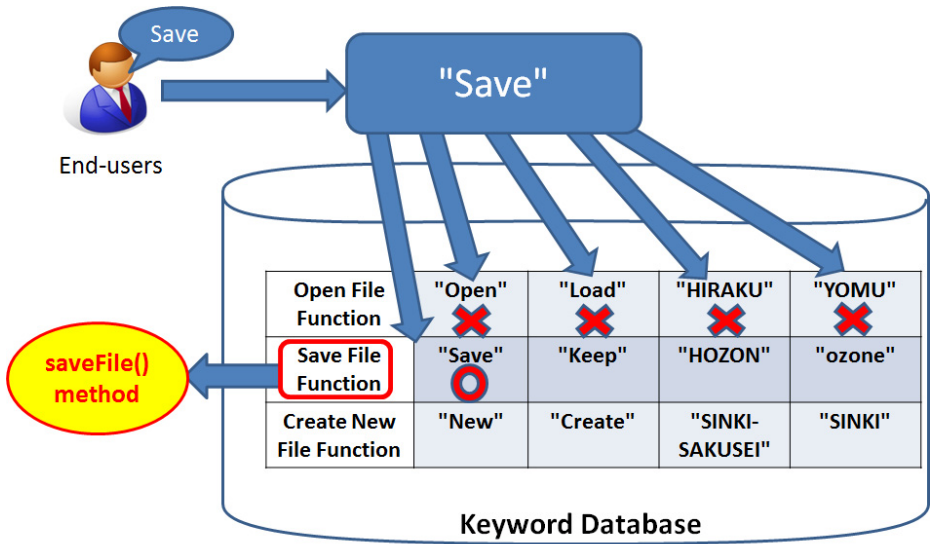 Save
"Save"
End-users
Open File
Function
"Open"
"Load"
"HIRAKU"
"YOMU"
saveFile()
method
Save File
Function
"Save"
"Keep"
"HOZON"
"ozone"
Create New
File Function
"New"
"Create"
"SINKI-
SAKUSEI"
"SINKI"
Keyword Database